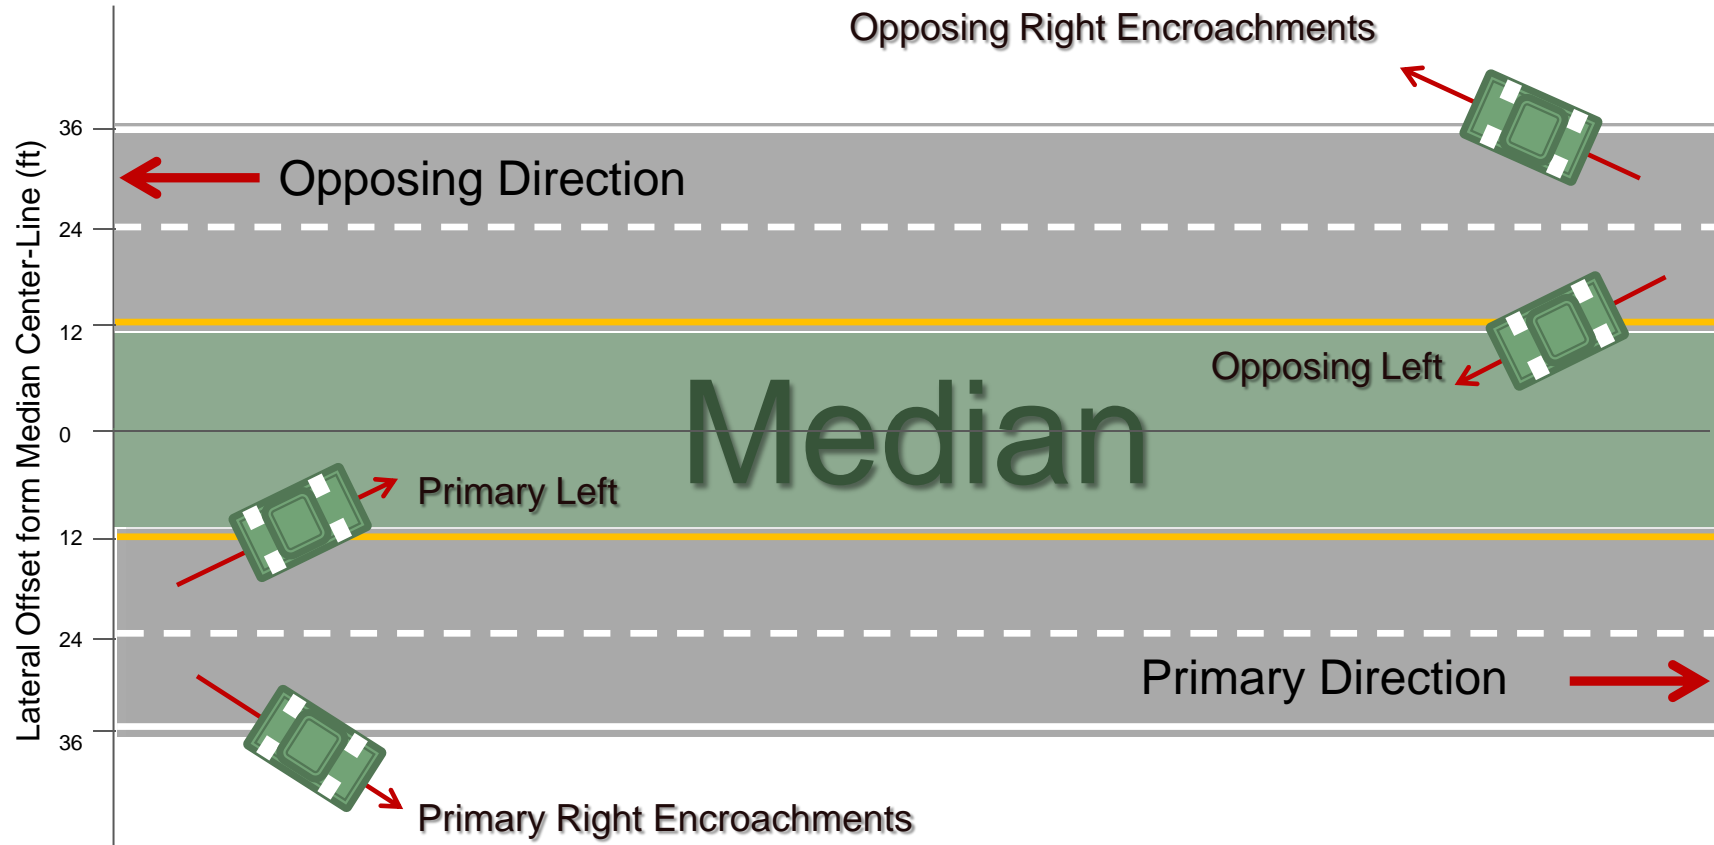 Opposing Right Encroachments
36
Opposing Direction
24
12
Opposing Left
Median
0
Primary Left
12
24
Primary Direction
36
Primary Right Encroachments
Lateral Offset form Median Center-Line (ft)